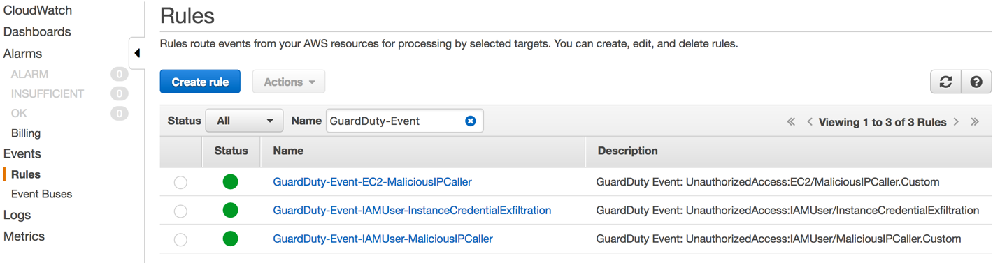 CloudWatch
Dashboards
Alarms
ALARM 0
INSUFFICIENT 0
OK 0
Billing
Events
Rules
Event Buses
Logs
Metrics
Rules
Rules route events from your AWS resources for processing by selected targets. You can create, edit, and delete rules.
Create rule Actions ?
Status All Name GuardDuty-Event « < Viewing 1 to 3 of 3 Rules > »
Status Name Description
GuardDuty-Event-EC2-MaliciousIPCaller GuardDuty Event: UnauthorizedAccess:EC2/MaliciousIPCaller.Custom
GuardDuty-Event-IAMUser-InstanceCredentialExfiltration GuardDuty Event: UnauthorizedAccess:IAMUser/InstanceCredentialExfiltration
GuardDuty-Event-IAMUser-MaliciousIPCaller GuardDuty Event: UnauthorizedAccess:IAMUser/MaliciousIPCaller.Custom